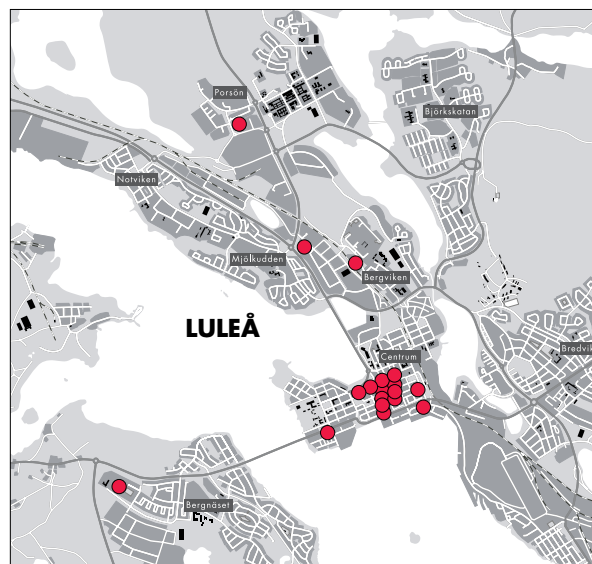 Porsön
Björkskatan
Notviken
Mjölkudden
Bergviken
LULEÅ
Centrum
Bredvik
Bergnäset